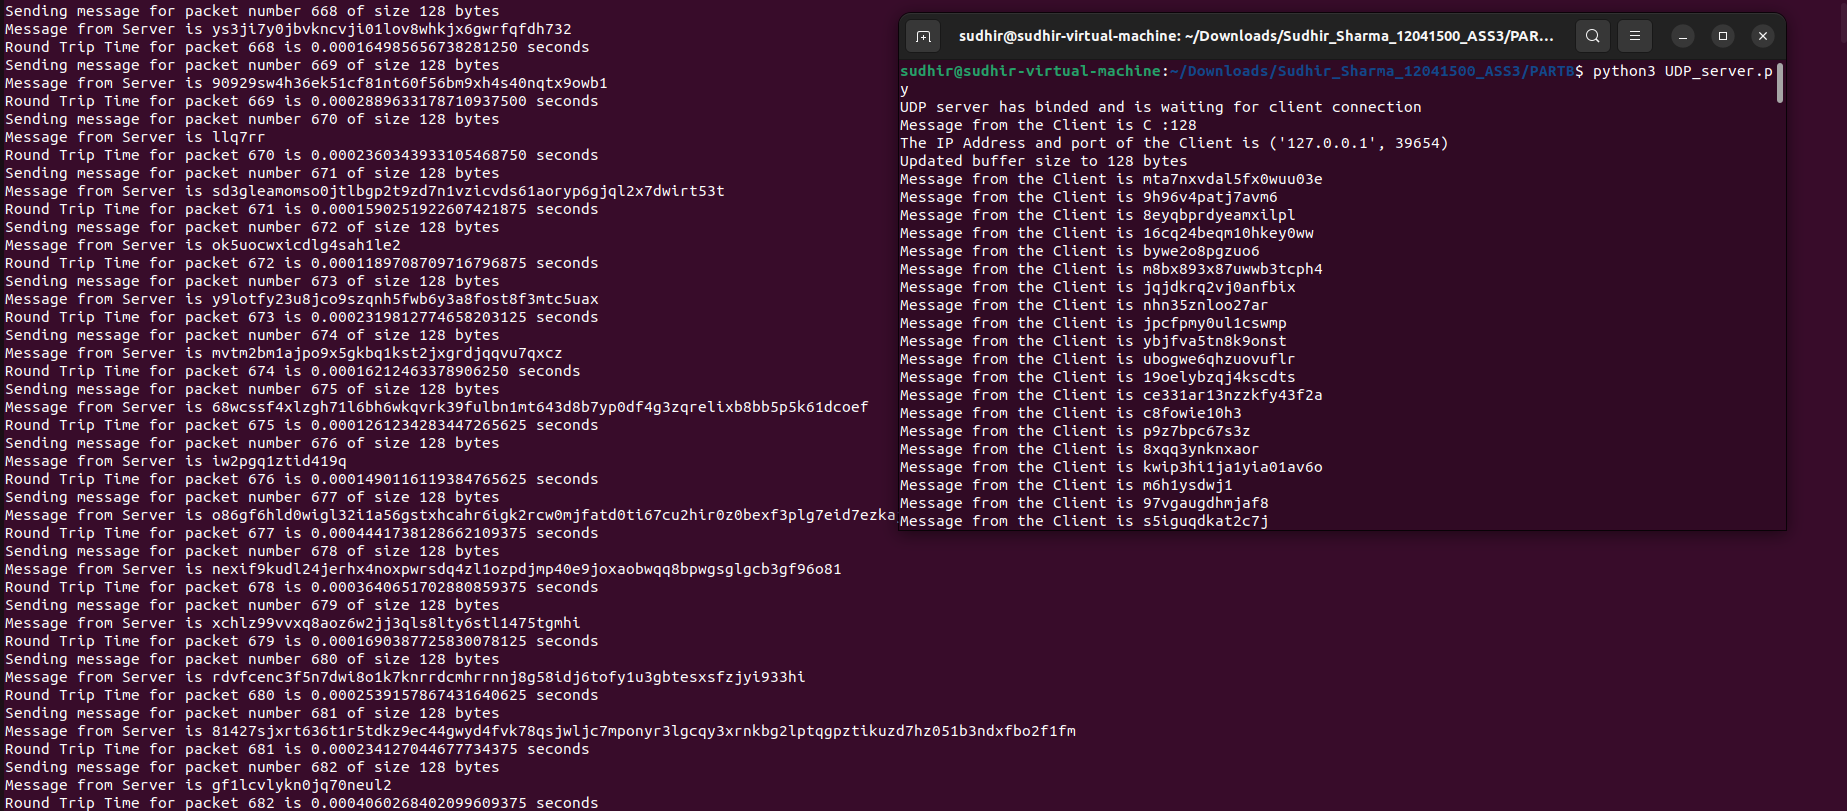 Sending message for packet number 668 of size 128 bytes
Message from Server is ys3ji7y0jbvkncvji01lov8whkjx6gwrfqfdh732
Round Trip Time for packet 668 is 0.00016498565673828125​0 seconds
Sending message for packet number 669 of size 128 bytes
Message from Server is 90929sw4h36ek51cf81nt60f56bm9xh4s40nqtx9owb1
Round Trip Time for packet 669 is 0.000288963317871093750​0 seconds
Sending message for packet number 670 of size 128 bytes
Message from Server is llq7rr
Round Trip Time for packet 670 is 0.000236034393310546875​0 seconds
Sending message for packet number 671 of size 128 bytes
Message from Server is sd3gleamomso0jtlbgp2t9zd7n1vzicvds61aoryp6gjql2x7dwirt53t
Round Trip Time for packet 671 is 0.0001590251922607421875 seconds
Sending message for packet number 672 of size 128 bytes
Message from Server is ok5uocwxicdlg4sah1le2
Round Trip Time for packet 672 is 0.0001189708709716796875 seconds
Sending message for packet number 673 of size 128 bytes
Message from Server is y9lotfy23u8jco9szqnh5fwb6y3a8fost8f3mtc5uax
Round Trip Time for packet 673 is 0.0002319812774658203125 seconds
Sending message for packet number 674 of size 128 bytes
Message from Server is mvtm2bm1ajpo9x5gkbq1kst2jxgrdjqqvu7qxcz
Round Trip Time for packet 674 is 0.00016212463378906250 seconds
Sending message for packet number 675 of size 128 bytes
Message from Server is 68wcssf4xlzgh71l6bh6wkqvrk39fulbn1mt643d8b7yp0df4g3zqrelixb8bb5p5k61dcoef
Round Trip Time for packet 675 is 0.0001261234283447265625 seconds
Sending message for packet number 676 of size 128 bytes
Message from Server is iw2pgq1ztid419q
Round Trip Time for packet 676 is 0.0001490116119384765625 seconds
Sending message for packet number 677 of size 128 bytes
Message from Server is o86gf6hld0wigl32i1a56gstxhcahr6igk2rcw0mjfatd0ti67cu2hir0z0bexf3plg7eid7ezka
Round Trip Time for packet 677 is 0.0004441738128662109375 seconds
Sending message for packet number 678 of size 128 bytes
Message from Server is nexif9kudl24jerhx4noxpwrsdq4zl1ozpdjmp40e9joxaobwqq8bpwgsglgcb3gf96o81
Round Trip Time for packet 678 is 0.0003640651702880859375 seconds
Sending message for packet number 679 of size 128 bytes
Message from Server is xchlz99vvxq8aoz6w2jj3qls8lty6stl1475tgmhi
Round Trip Time for packet 679 is 0.0001690387725830078125 seconds
Sending message for packet number 680 of size 128 bytes
Message from Server is rdvfcenc3f5n7dwi8o1k7knrrdcmhrrnnj8g58idj6tofy1u3gbtesxsfzjyi933hi
Round Trip Time for packet 680 is 0.0002539157867431640625 seconds
Sending message for packet number 681 of size 128 bytes
Message from Server is 81427sjxrt636t1r5tdkz9ec44gwyd4fvk78qsjwljc7mponyr3lgcqy3xrnkbg2lptqgpztikuzd7hz051b3ndxfbo2f1fm
Round Trip Time for packet 681 is 0.000234127044677734375 seconds
Sending message for packet number 682 of size 128 bytes
Message from Server is gf1lcvlykn0jq70neul2
Round Trip Time for packet 682 is 0.0004060268402099609375 seconds
sudhir@sudhir-virtual-machine: ~/Downloads/Sudhir_Sharma_12041500_ASS3/PAR...
sudhir@sudhir-virtual-machine:~/Downloads/Sudhir_Sharma_12041500_ASS3/PARTB$ python3 UDP_server.p
y
UDP server has binded and is waiting for client connection
Message from the Client is C :128
The IP Address and port of the Client is ('127.0.0.1', 39654)
Updated buffer size to 128 bytes
Message from the Client is mta7nxvdal5fx0wuu03e
Message from the Client is 9h96v4patj7avm6
Message from the Client is 8eyqbprdyeamxilpl
Message from the Client is 16cq24beqm10hkey0ww
Message from the Client is bywe2o8pgzuo6
Message from the Client is m8bx893x87uwwb3tcph4
Message from the Client is jqjdkrq2vj0anfbix
Message from the Client is nhn35znloo27ar
Message from the Client is jpcfpmy0ul1cswmp
Message from the Client is ybjfva5tn8k9onst
Message from the Client is ubogwe6qhzuovuflr
Message from the Client is 19oelybzqj4kscdts
Message from the Client is ce331ar13nzzkfy43f2a
Message from the Client is c8fowie10h3
Message from the Client is p9z7bpc67s3z
Message from the Client is 8xqq3ynknxaor
Message from the Client is kwip3hi1ja1yia01av6o
Message from the Client is m6h1ysdwj1
Message from the Client is 97vgaugdhmjaf8
Message from the Client is s5iguqdkat2c7j